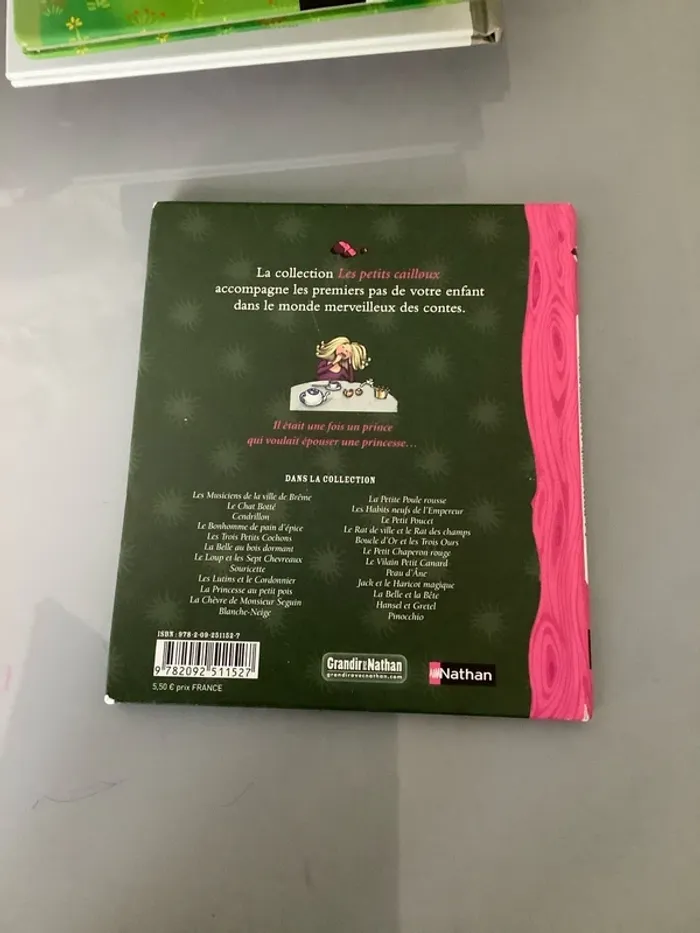 La collection Les petits cailloux
accompagne les premiers pas de votre enfant
dans le monde merveilleux des contes.
Il était une fois un prince
qui voulait épouser une princesse...
DANS LA COLLECTION
Les Musiciens de la ville de Brême
Le Chat Botté
Cendrillon
Le Bonhomme de pain d'épice
Les Trois Petits Cochons
La Belle au bois dormant
Le Loup et les Sept Chevreaux
Souricette
Les Lutins et le Cordonnier
La Princesse au petit pois
La Chèvre de Monsieur Seguin
Blanche-Neige
La Petite Poule rousse
Les Habits neufs de l'Empereur
Le Petit Poucet
Le Rat de ville et le Rat des champs
Boucle d'Or et les Trois Ours
Le Petit Chaperon rouge
Le Vilain Petit Canard
Peau d'Âne
Jack et le Haricot magique
La Belle et la Bête
Hansel et Gretel
Pinocchio
ISBN : 978-2-09-251152-7
9 782092 511527
5,50 € prix FRANCE
Grandir avec Nathan
grandiravecnathan.com
Nathan